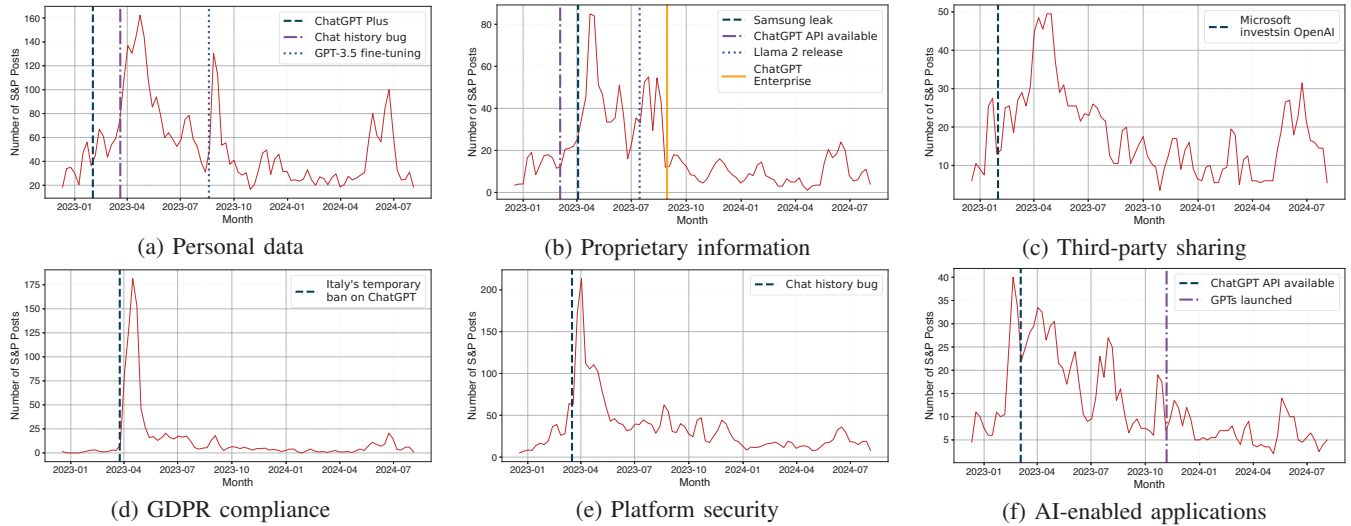 Number of S&P Posts
160
140
120
100
80
60
40
20
ChatGPT Plus
Chat history bug
GPT-3.5 fine-tuning
2023-01 2023-04 2023-07 2023-10 2024-01 2024-04 2024-07
Month
(a) Personal data
Number of S&P Posts
80
60
40
20
0
Samsung leak
ChatGPT API available
Llama 2 release
ChatGPT
Enterprise
2023-01 2023-04 2023-07 2023-10 2024-01 2024-04 2024-07
Month
(b) Proprietary information
Number of S&P Posts
50
40
30
20
10
Microsoft
investsin OpenAI
2023-01 2023-04 2023-07 2023-10 2024-01 2024-04 2024-07
Month
(c) Third-party sharing
Number of S&P Posts
175
150
125
100
75
50
25
0
Italy's temporary
ban on ChatGPT
2023-01 2023-04 2023-07 2023-10 2024-01 2024-04 2024-07
Month
(d) GDPR compliance
Number of S&P Posts
200
150
100
50
0
Chat history bug
2023-01 2023-04 2023-07 2023-10 2024-01 2024-04 2024-07
Month
(e) Platform security
Number of S&P Posts
40
35
30
25
20
15
10
5
ChatGPT API available
GPTs launched
2023-01 2023-04 2023-07 2023-10 2024-01 2024-04 2024-07
Month
(f) AI-enabled applications